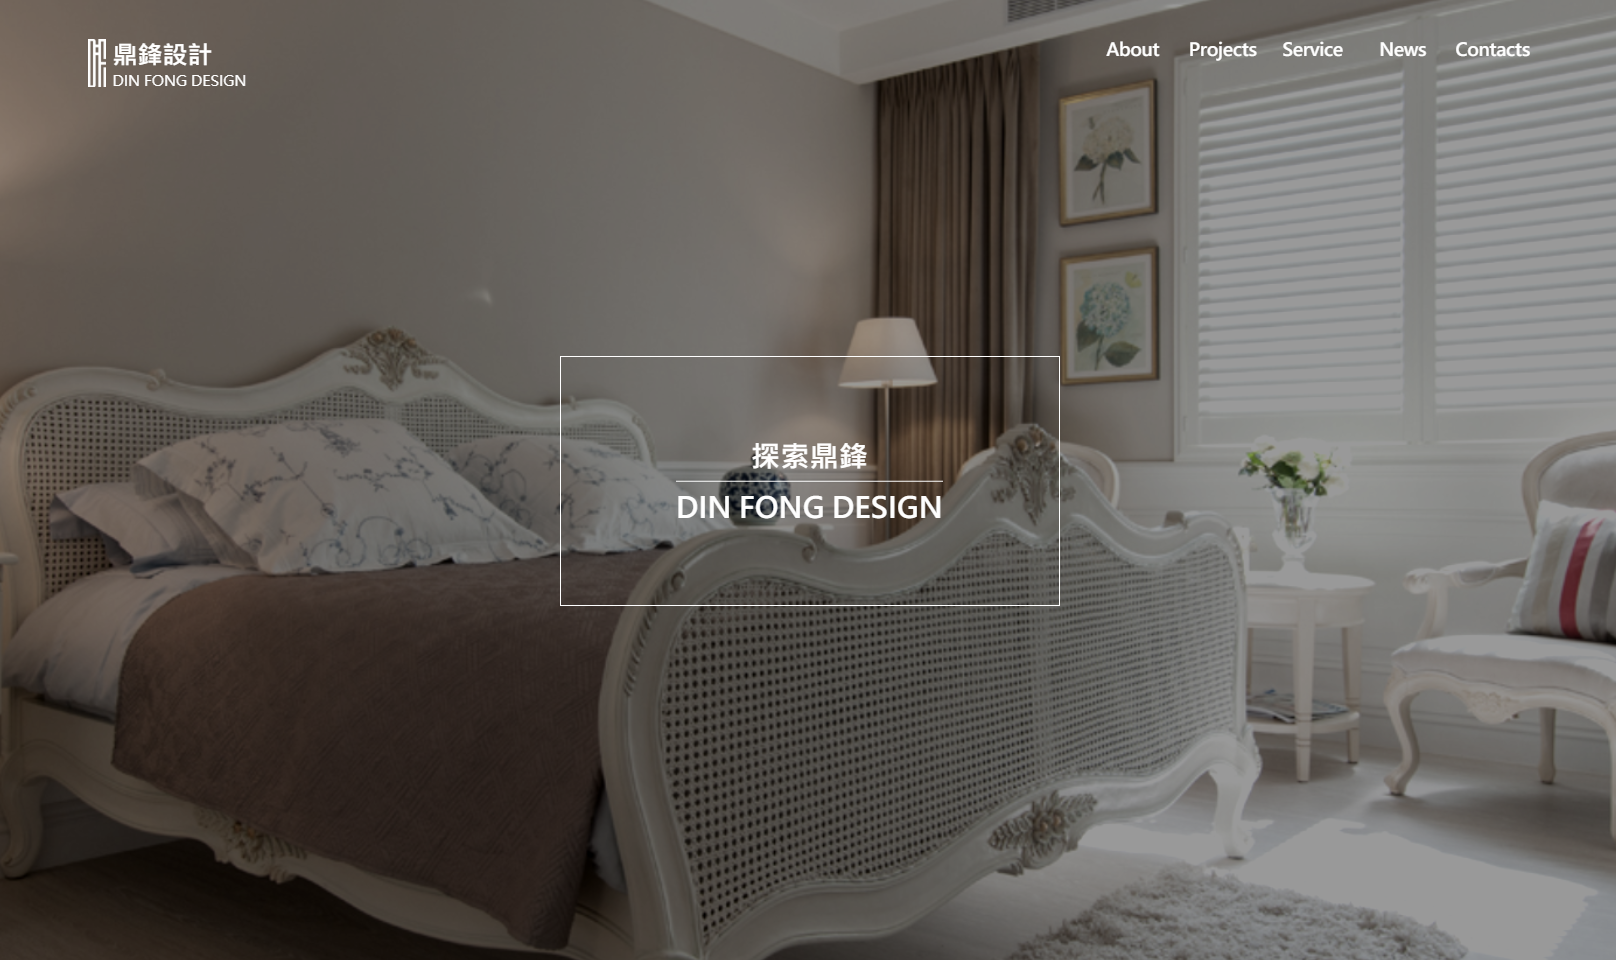 鼎鋒設計
DIN FONG DESIGN
About Projects Service News Contacts
探索鼎鋒
DIN FONG DESIGN